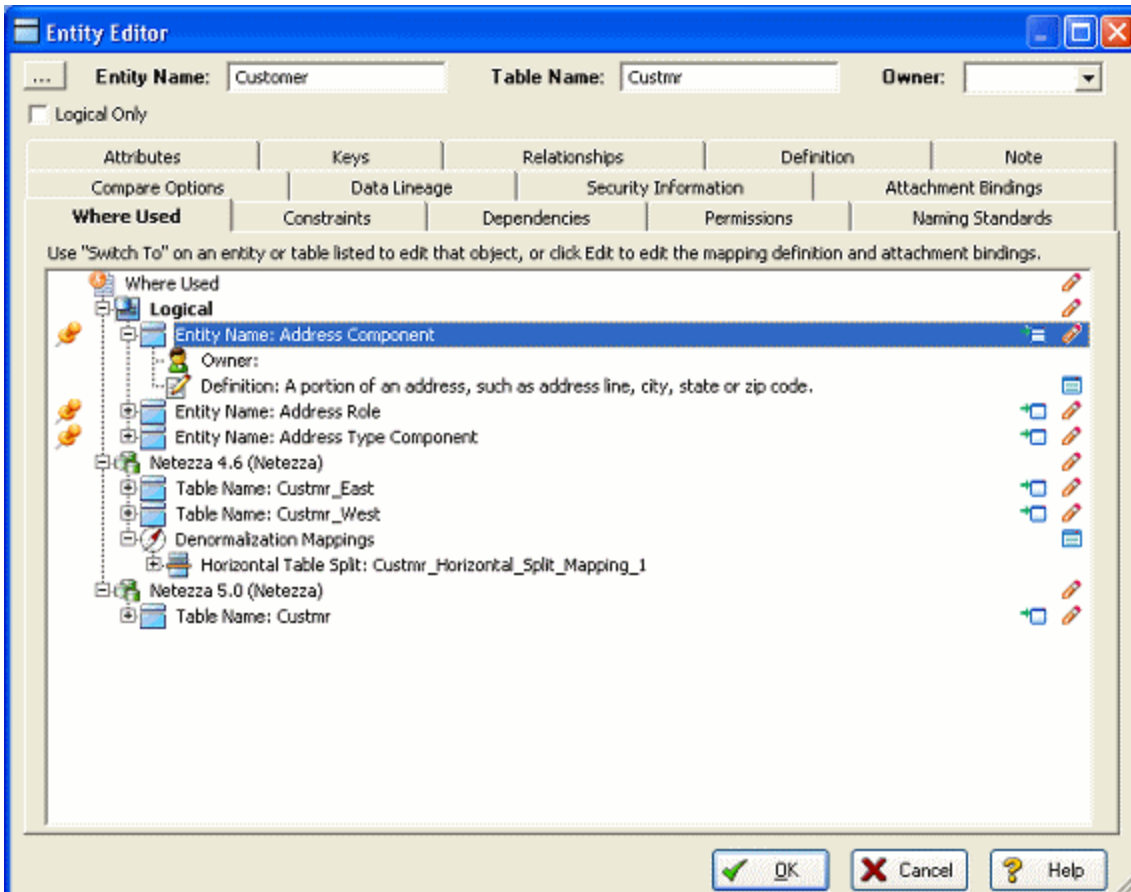 Entity Editor
... Entity Name: Customer Table Name: Custmr Owner:
Logical Only
Attributes Keys Relationships Definition Note
Compare Options Data Lineage Security Information Attachment Bindings
Where Used Constraints Dependencies Permissions Naming Standards
Use "Switch To" on an entity or table listed to edit that object, or click Edit to edit the mapping definition and attachment bindings.
Where Used
Logical
Entity Name: Address Component
Owner:
Definition: A portion of an address, such as address line, city, state or zip code.
Entity Name: Address Role
Entity Name: Address Type Component
Netezza 4.6 (Netezza)
Table Name: Custmr_East
Table Name: Custmr_West
Denormalization Mappings
Horizontal Table Split: Custmr_Horizontal_Split_Mapping_1
Netezza 5.0 (Netezza)
Table Name: Custmr
OK Cancel Help